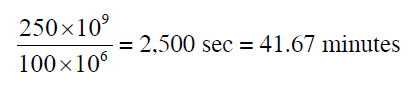 250×10⁹
———— = 2,500 sec = 41.67 minutes
100×10⁶